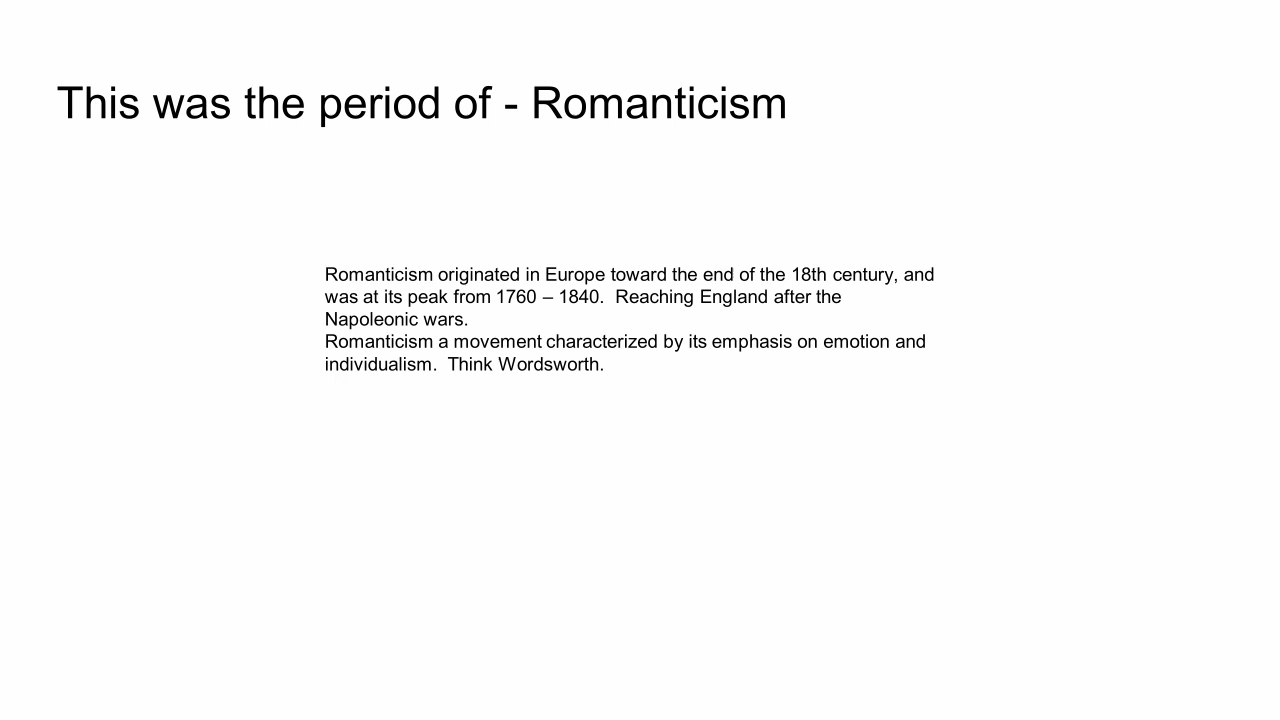 This was the period of - Romanticism
Romanticism originated in Europe toward the end of the 18th century, and
was at its peak from 1760 – 1840.  Reaching England after the
Napoleonic wars.
Romanticism a movement characterized by its emphasis on emotion and
individualism.  Think Wordsworth.